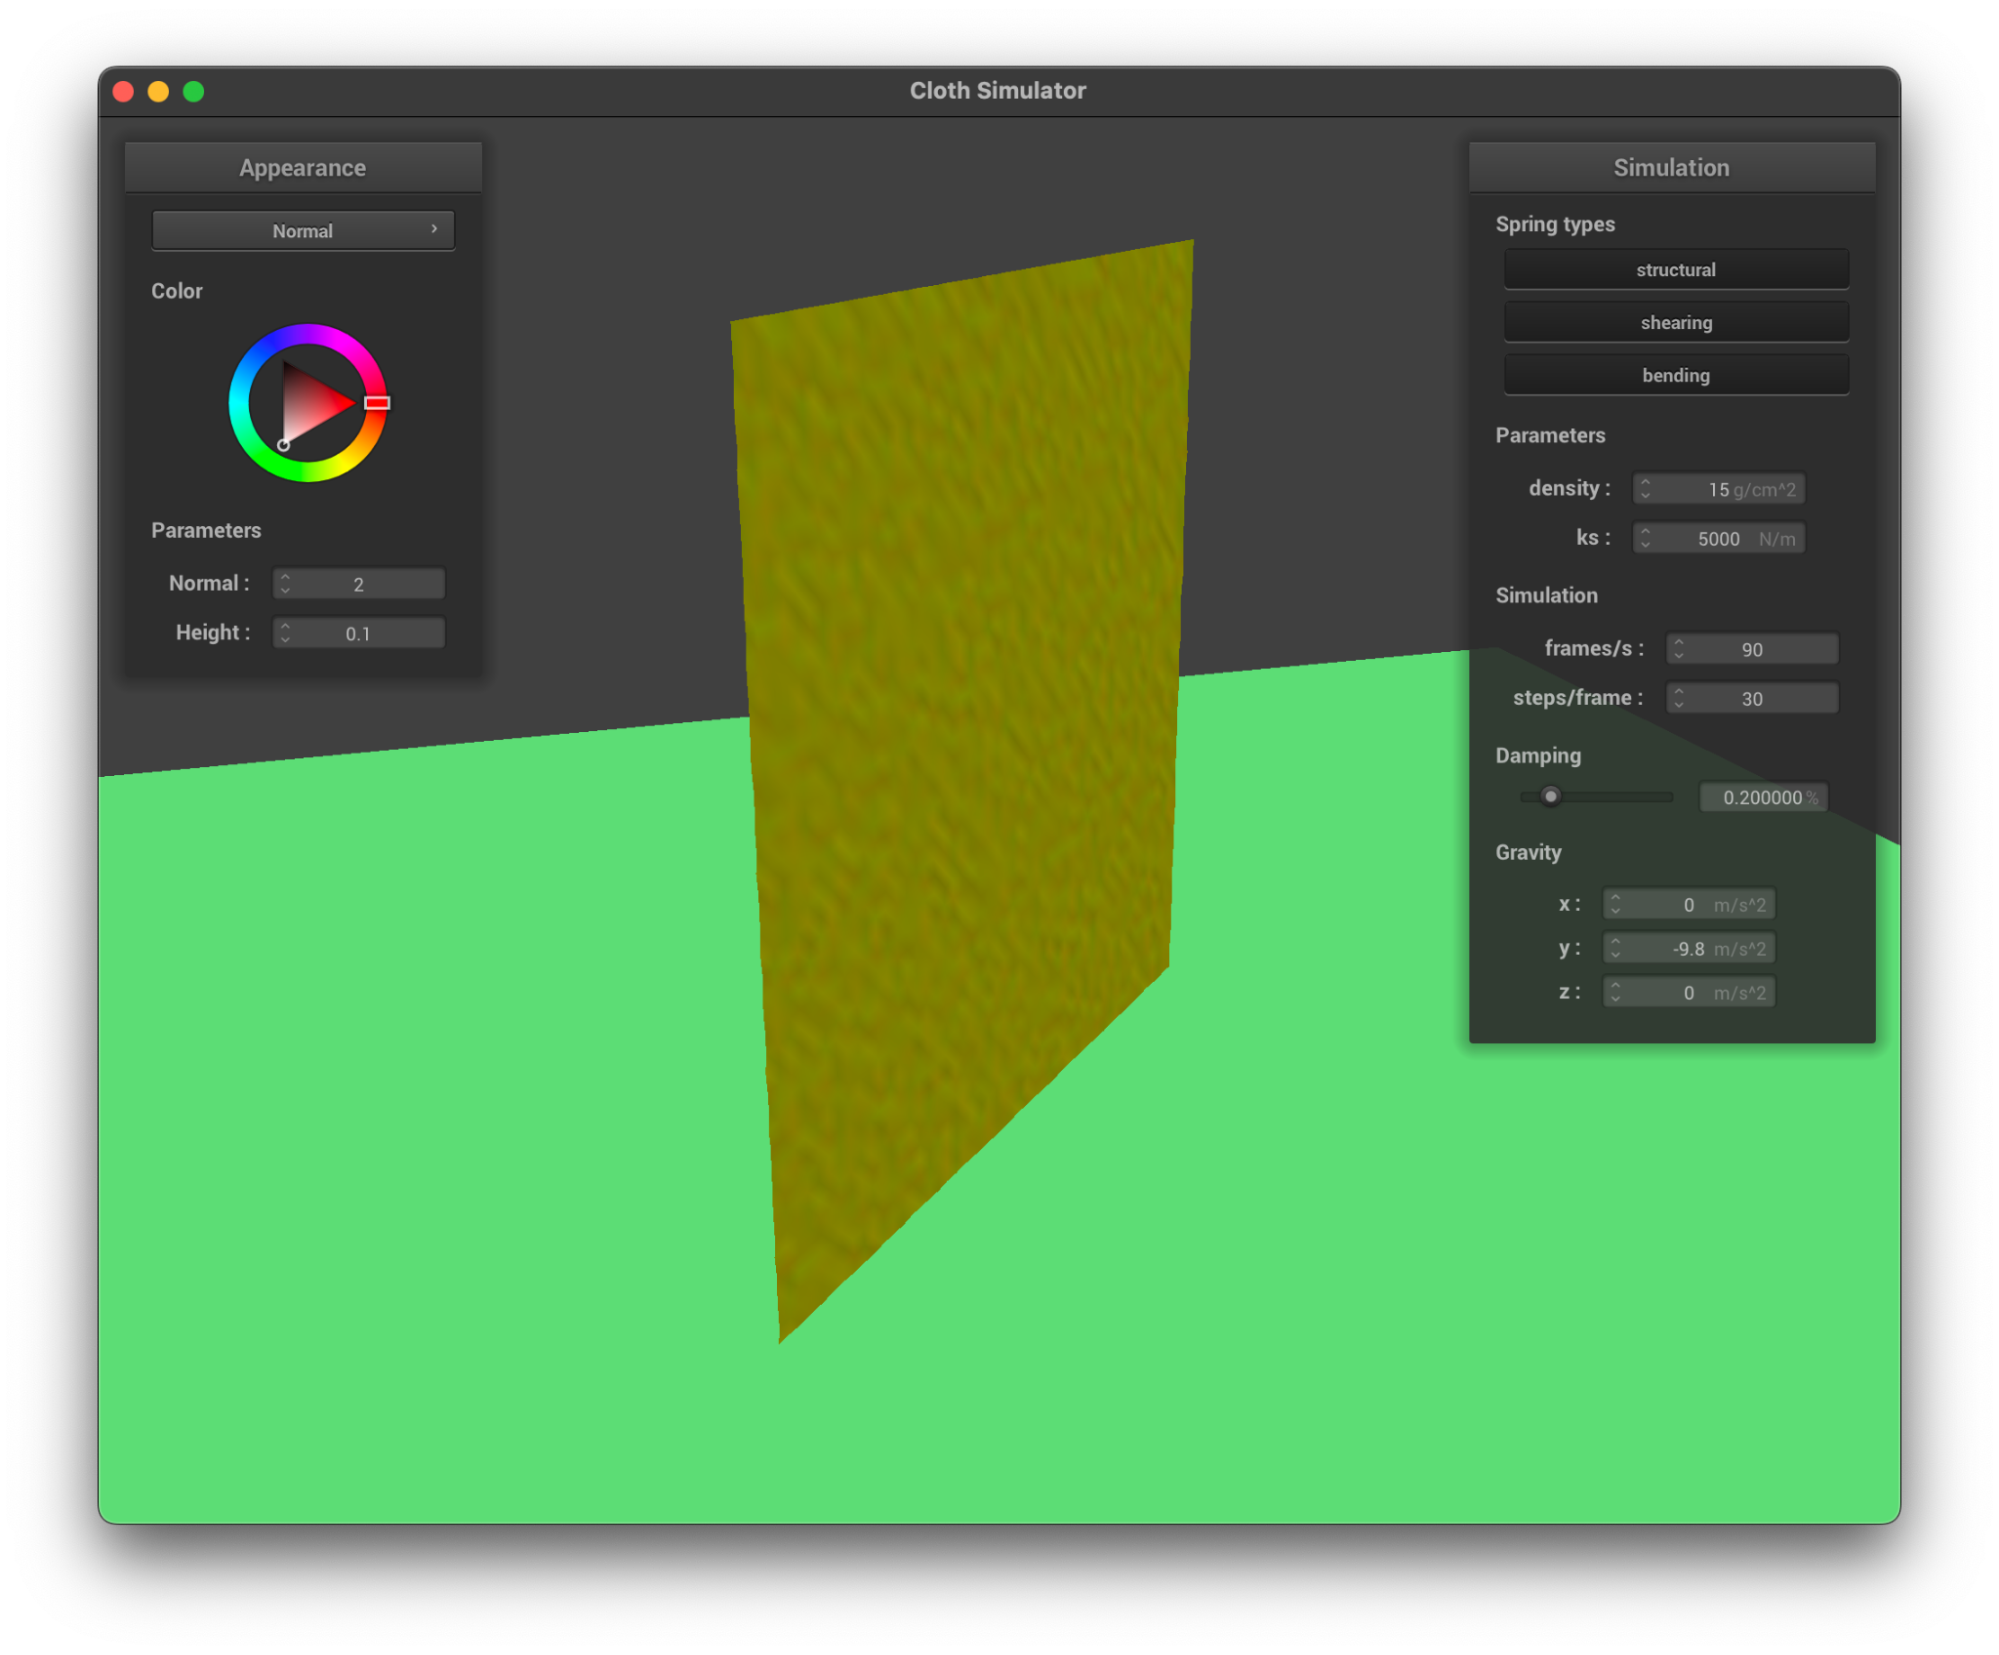 Cloth Simulator
Appearance
Normal
Color
Parameters
Normal : 2
Height : 0.1
Simulation
Spring types
structural
shearing
bending
Parameters
density : 15 g/cm^2
ks : 5000 N/m
Simulation
frames/s : 90
steps/frame : 30
Damping
0.200000 %
Gravity
x : 0 m/s^2
y : -9.8 m/s^2
z : 0 m/s^2